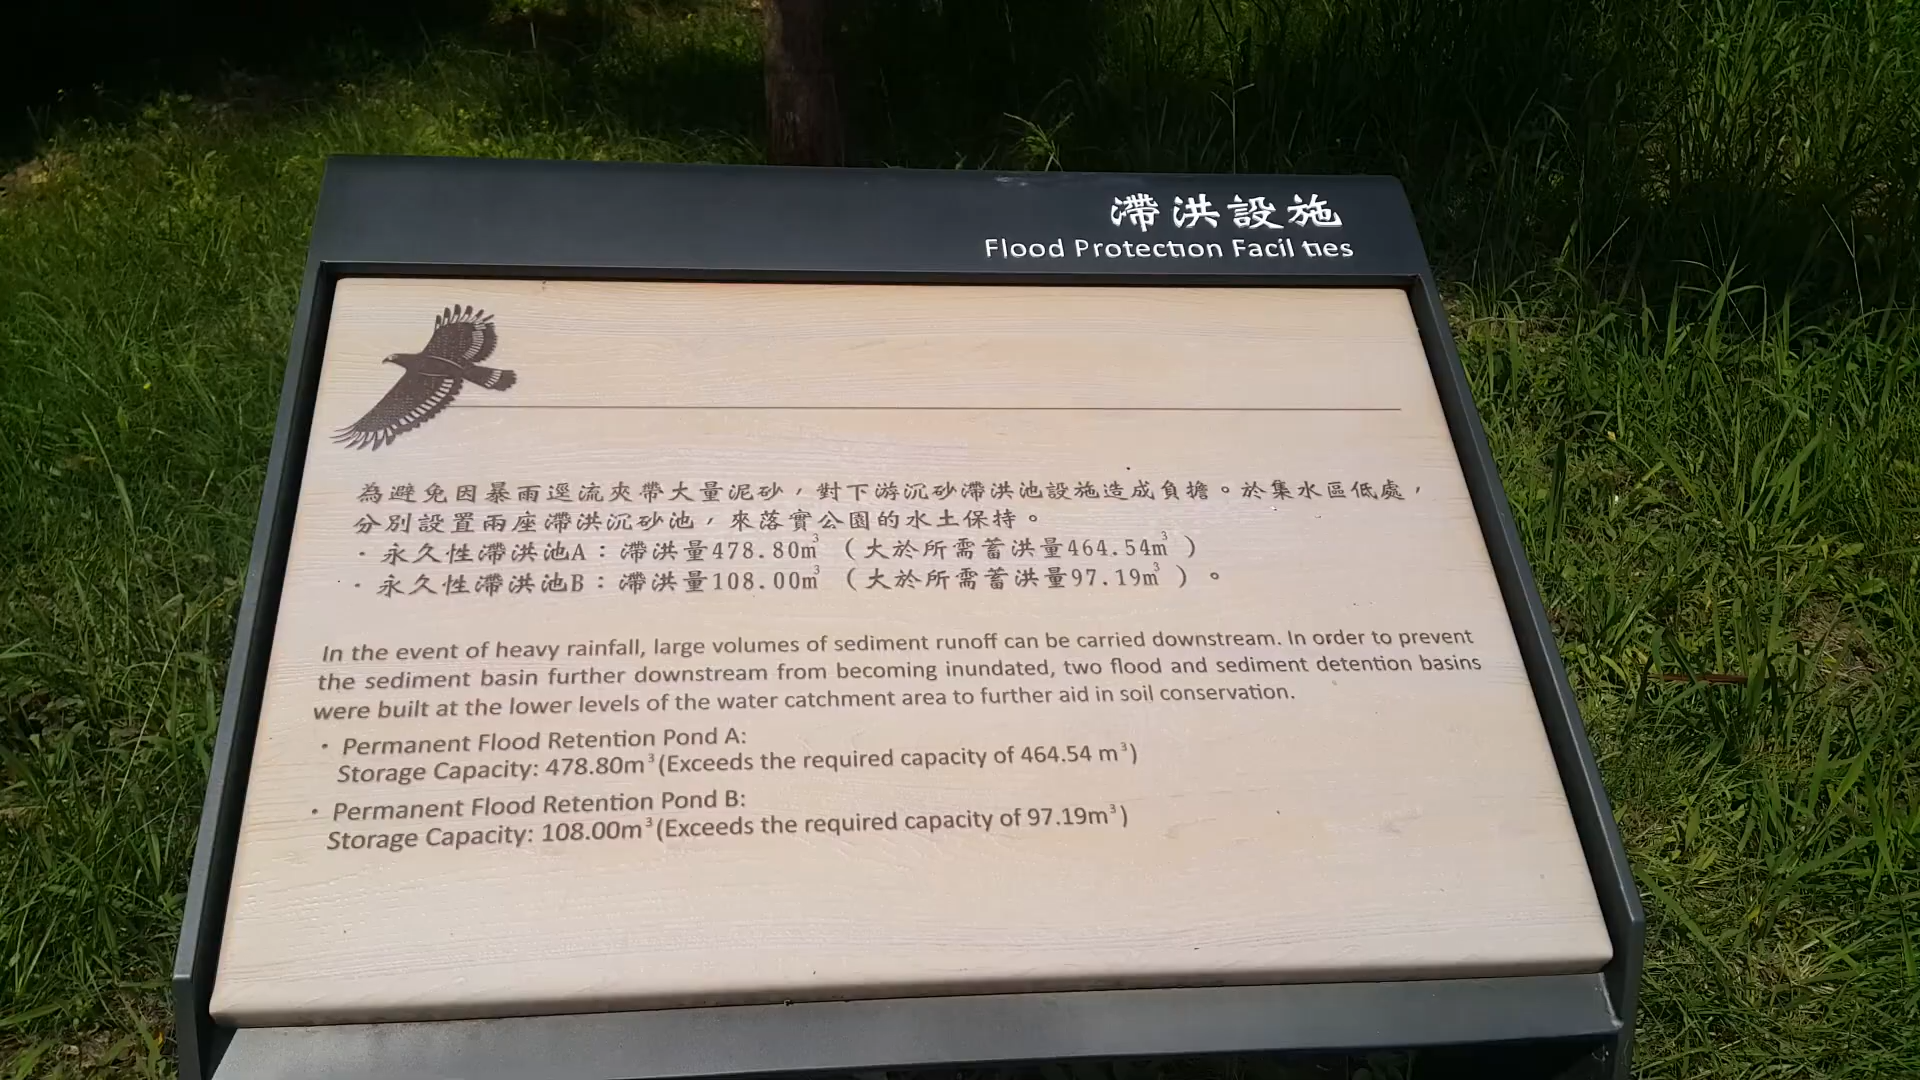 滯洪設施
Flood Protection Facil ties
為避免因暴雨逕流夾帶大量泥砂，對下游沉砂滯洪池設施造成負擔。於集水區低處，
分別設置兩座滯洪沉砂池，來落實公園的水土保持。
・永久性滯洪池A：滯洪量478.80m³（大於所需蓄洪量464.54m³）
・永久性滯洪池B：滯洪量108.00m³（大於所需蓄洪量97.19m³）。
In the event of heavy rainfall, large volumes of sediment runoff can be carried downstream. In order to prevent
the sediment basin further downstream from becoming inundated, two flood and sediment detention basins
were built at the lower levels of the water catchment area to further aid in soil conservation.
・Permanent Flood Retention Pond A:
Storage Capacity: 478.80m³(Exceeds the required capacity of 464.54 m³)
・Permanent Flood Retention Pond B:
Storage Capacity: 108.00m³(Exceeds the required capacity of 97.19m³)